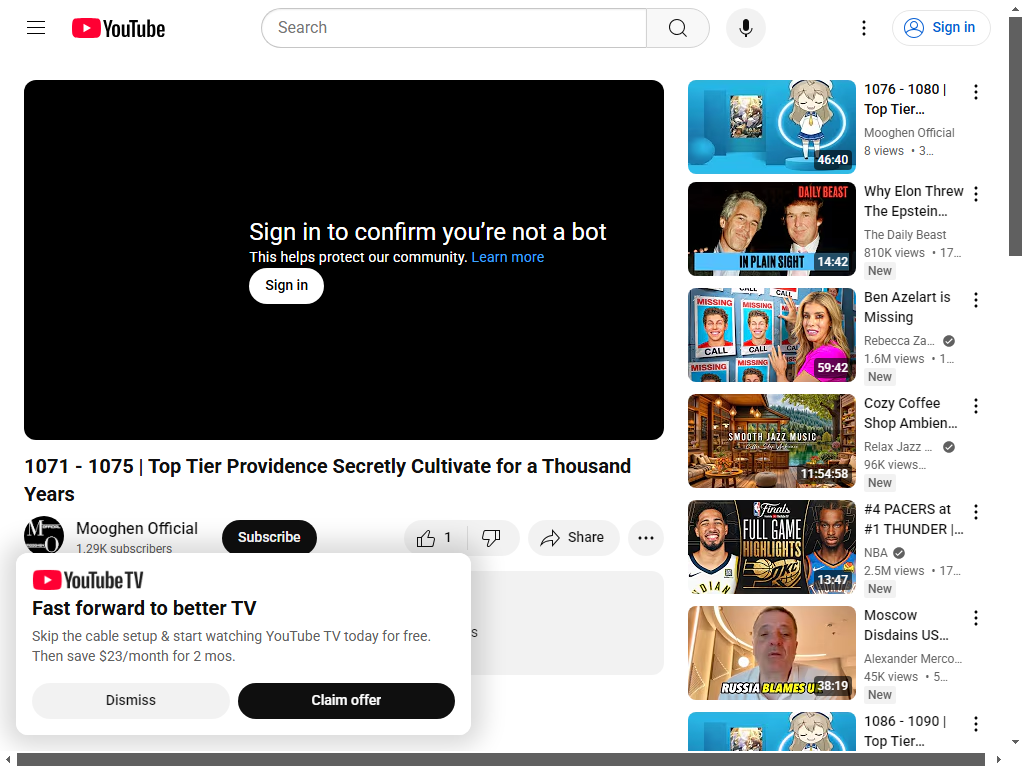 YouTube
Search
Sign in
Sign in to confirm you’re not a bot
This helps protect our community. Learn more
Sign in
1071 - 1075 | Top Tier Providence Secretly Cultivate for a Thousand
Years
Mooghen Official
1.29K subscribers
Subscribe
1
Share
s
YouTube TV
Fast forward to better TV
Skip the cable setup & start watching YouTube TV today for free.
Then save $23/month for 2 mos.
Dismiss
Claim offer
46:40
1076 - 1080 |
Top Tier...
Mooghen Official
8 views • 3...
DAILY BEAST
IN PLAIN SIGHT
14:42
Why Elon Threw
The Epstein...
The Daily Beast
810K views • 17...
New
MISSING
MISSING
CALL
CALL
CALL
CALL
MISSING
MISSING
59:42
Ben Azelart is
Missing
Rebecca Za...
1.6M views • 1...
New
SMOOTH JAZZ MUSIC
11:54:58
Cozy Coffee
Shop Ambien...
Relax Jazz ...
96K views...
New
Finals
FULL GAME
HIGHLIGHTS
OKC
13:47
#4 PACERS at
#1 THUNDER |...
NBA
2.5M views • 17...
New
RUSSIA BLAMES U
38:19
Moscow
Disdains US...
Alexander Merco...
45K views • 5...
New
1086 - 1090 |
Top Tier...